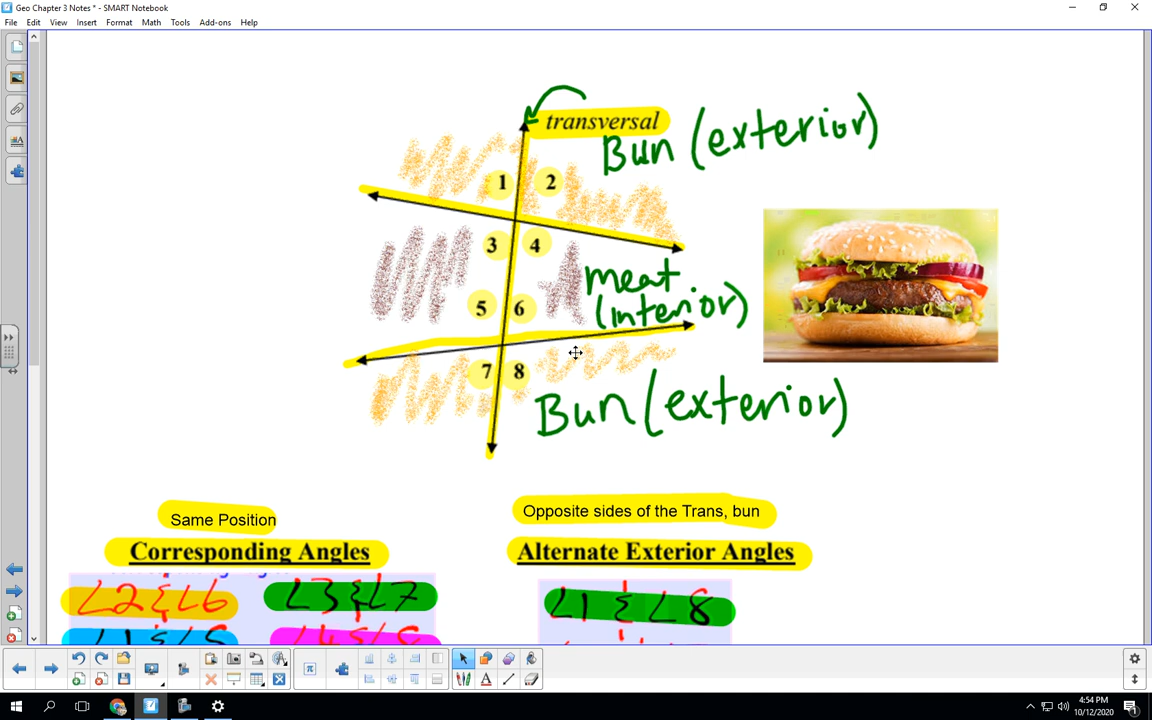 Geo Chapter 3 Notes * - SMART Notebook
File Edit View Insert Format Math Tools Add-ons Help
transversal
Bun (exterior)
1 2
3 4
meat
(interior)
5 6
7 8
Bun (exterior)
Same Position
Corresponding Angles
∠2 & ∠6 ∠3 & ∠7
Opposite sides of the Trans, bun
Alternate Exterior Angles
∠1 & ∠8
4:54 PM
10/12/2020